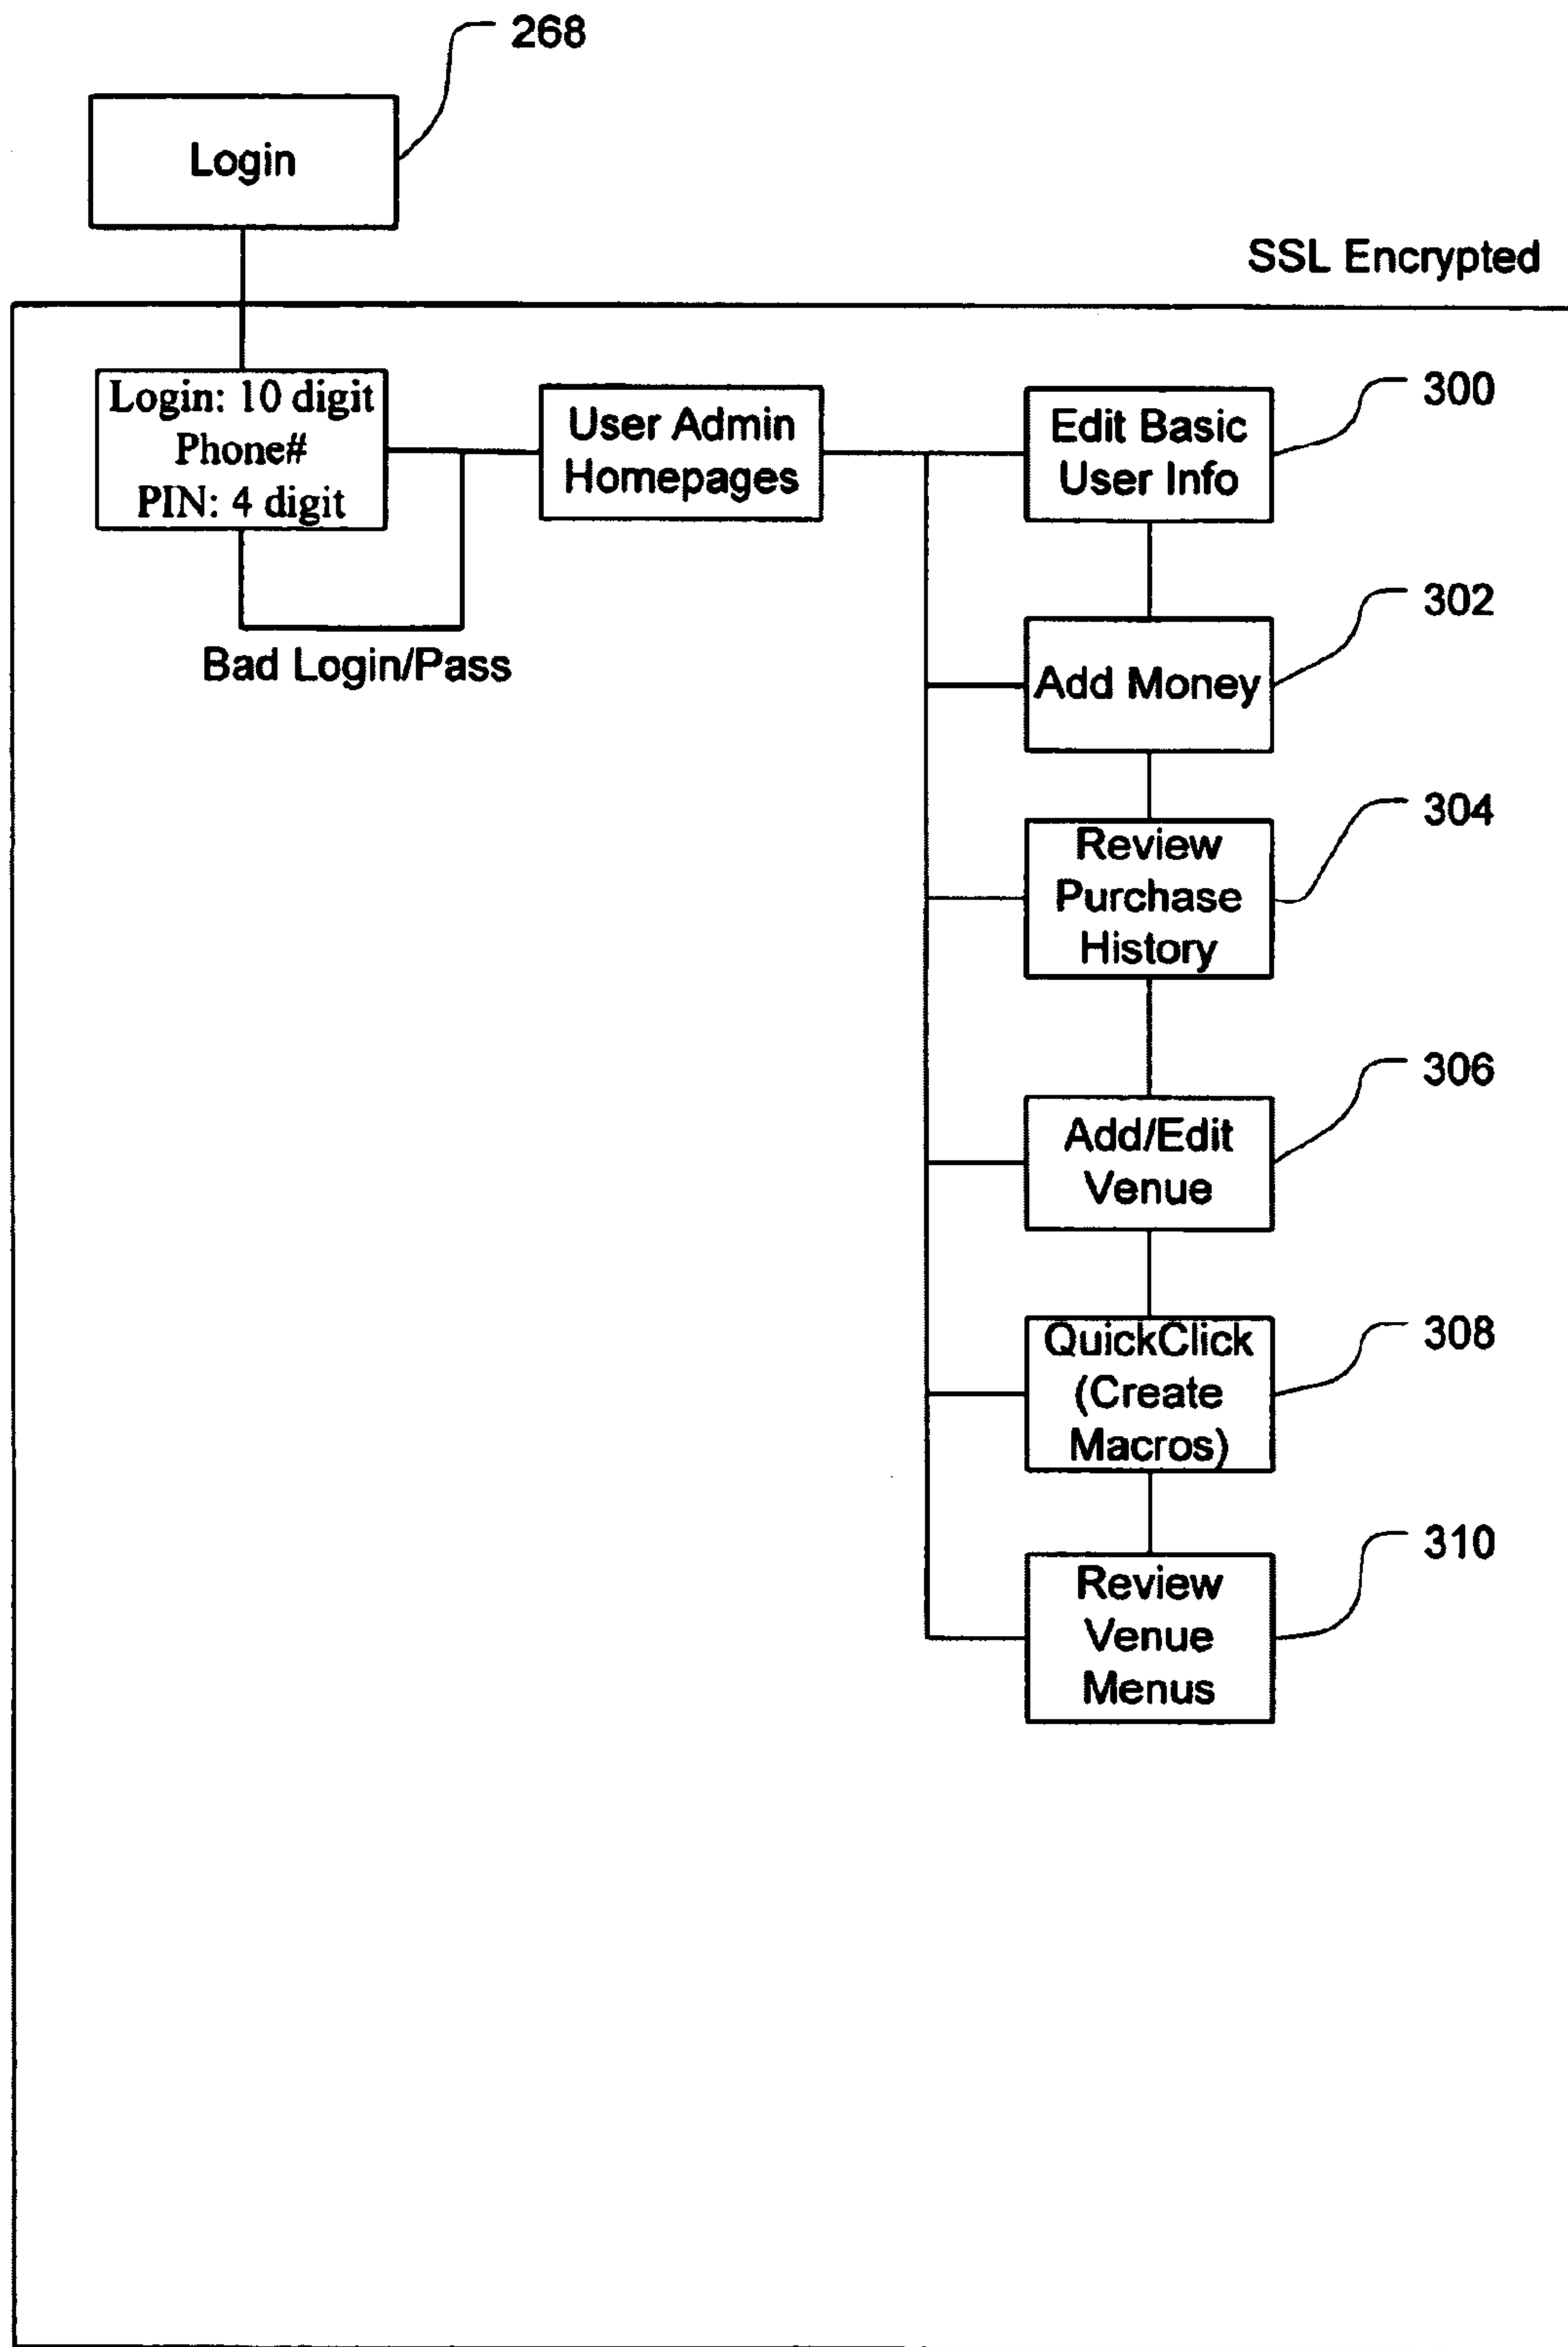 268
Login
SSL Encrypted
Login: 10 digit
Phone#
PIN: 4 digit
Bad Login/Pass
User Admin
Homepages
Edit Basic
User Info
300
Add Money
302
Review
Purchase
History
304
Add/Edit
Venue
306
QuickClick
(Create
Macros)
308
Review
Venue
Menus
310